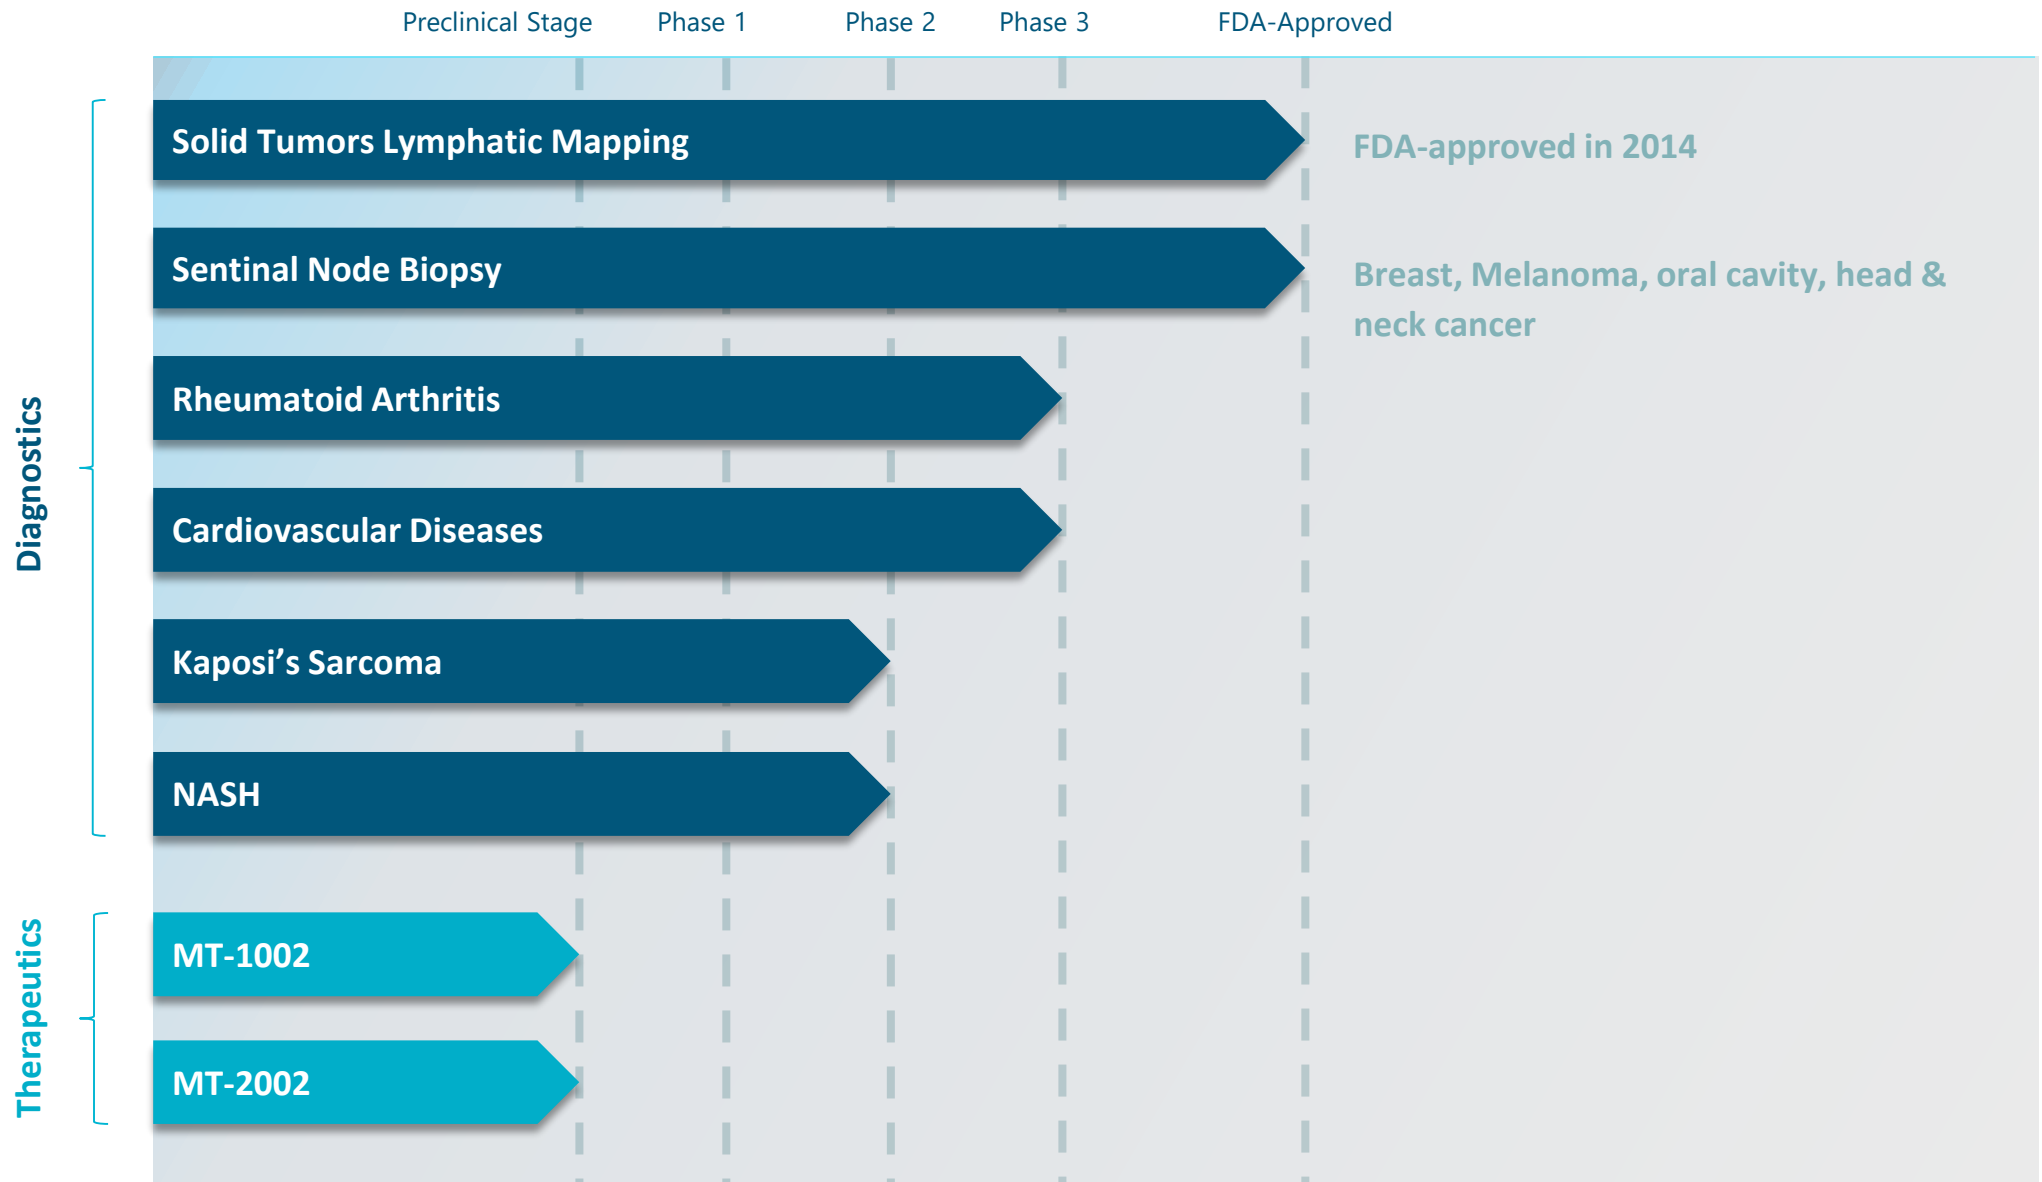 Preclinical Stage Phase 1 Phase 2 Phase 3 FDA-Approved
Diagnostics
Solid Tumors Lymphatic Mapping FDA-approved in 2014
Sentinal Node Biopsy Breast, Melanoma, oral cavity, head &
neck cancer
Rheumatoid Arthritis
Cardiovascular Diseases
Kaposi’s Sarcoma
NASH
Therapeutics
MT-1002
MT-2002